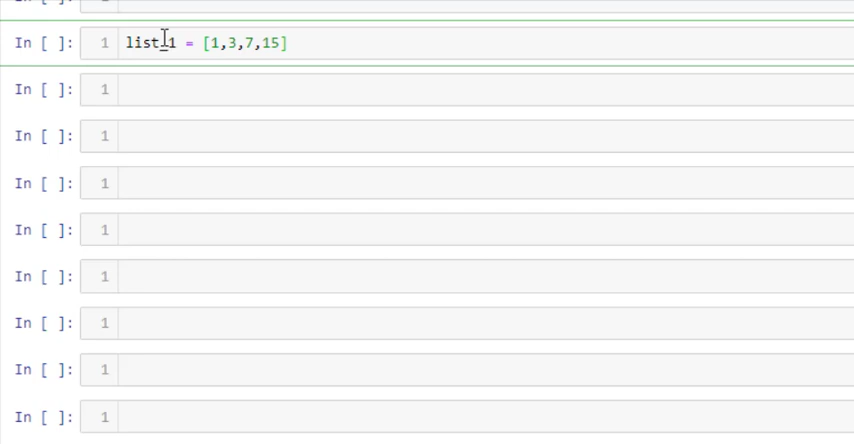 In [ ]: 1 list_1 = [1,3,7,15]
In [ ]: 1
In [ ]: 1
In [ ]: 1
In [ ]: 1
In [ ]: 1
In [ ]: 1
In [ ]: 1
In [ ]: 1